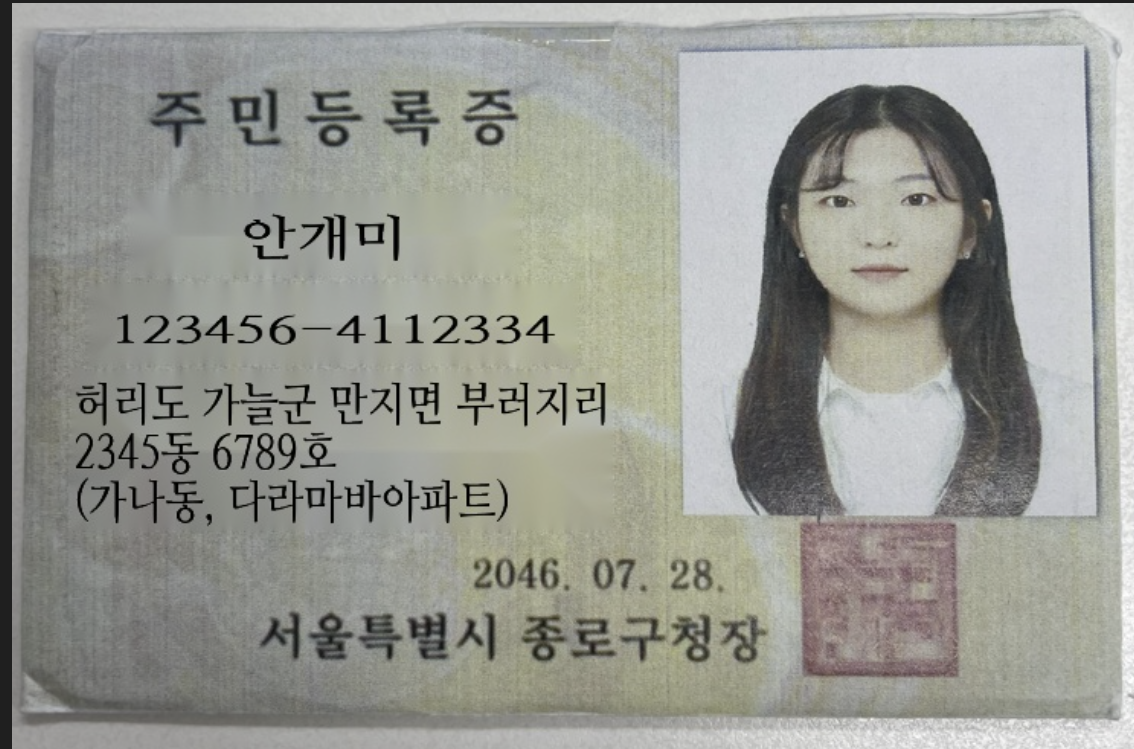 주민등록증
안개미
123456-4112334
허리도 가늘군 만지면 부러지리
2345동 6789호
(가나동, 다라마바아파트)
2046. 07. 28.
서울특별시 종로구청장